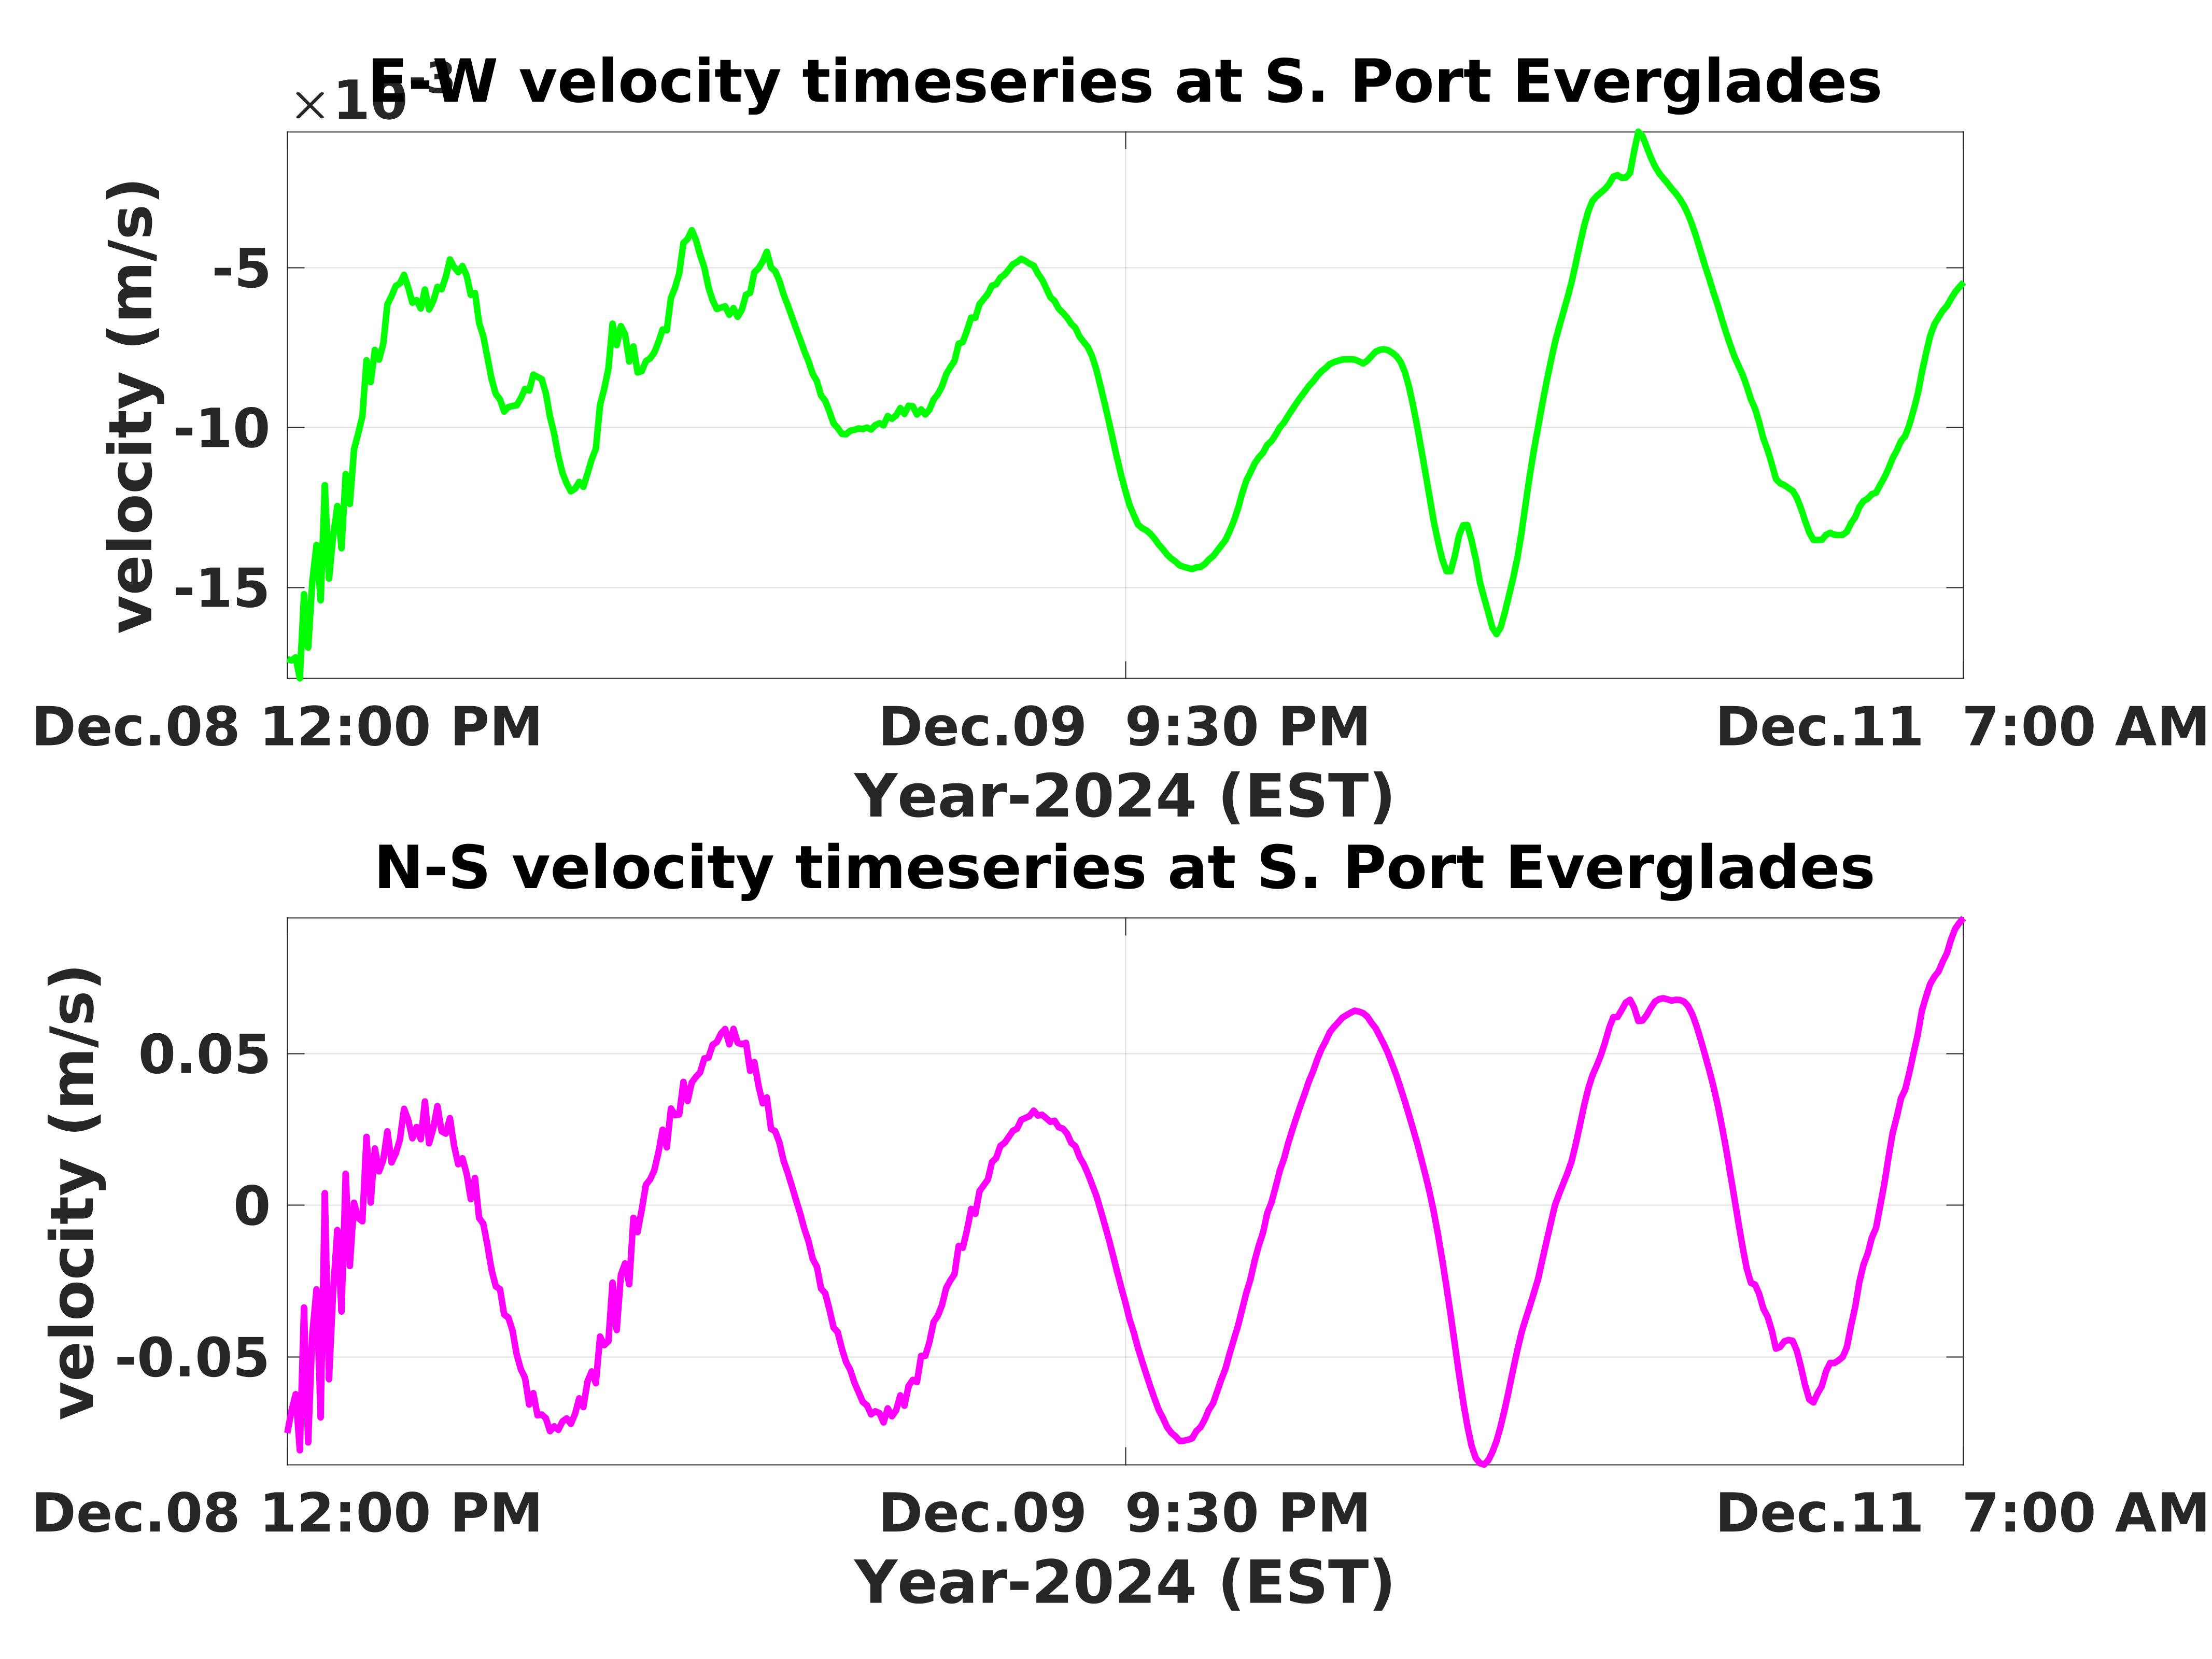 E-W velocity timeseries at S. Port Everglades
×10-3
velocity (m/s)
-5
-10
-15
Dec.08 12:00 PM Dec.09  9:30 PM Dec.11  7:00 AM
Year-2024 (EST)
N-S velocity timeseries at S. Port Everglades
velocity (m/s)
0.05
0
-0.05
Dec.08 12:00 PM Dec.09  9:30 PM Dec.11  7:00 AM
Year-2024 (EST)